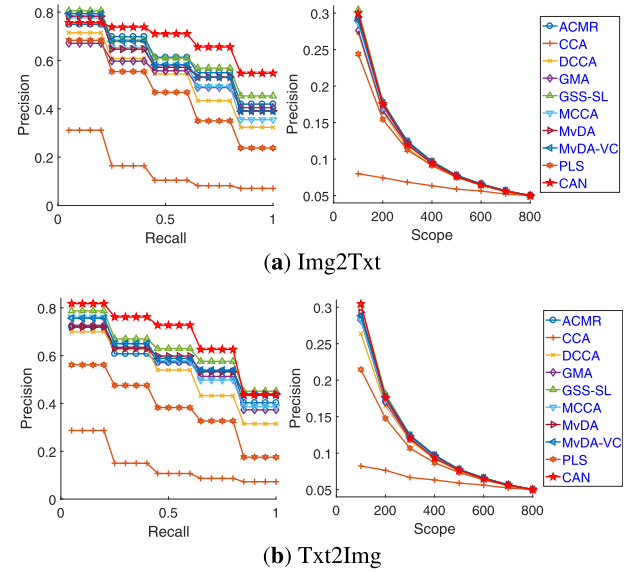 0.8
0.6
0.4
0.2
0
Precision
0
0.5
1
Recall
0.3
0.25
0.2
0.15
0.1
0.05
Precision
0
200
400
600
800
Scope
ACMR
CCA
DCCA
GMA
GSS-SL
MCCA
MvDA
MvDA-VC
PLS
CAN
(a) Img2Txt
0.8
0.6
0.4
0.2
0
Precision
0
0.5
1
Recall
0.3
0.25
0.2
0.15
0.1
0.05
Precision
0
200
400
600
800
Scope
ACMR
CCA
DCCA
GMA
GSS-SL
MCCA
MvDA
MvDA-VC
PLS
CAN
(b) Txt2Img